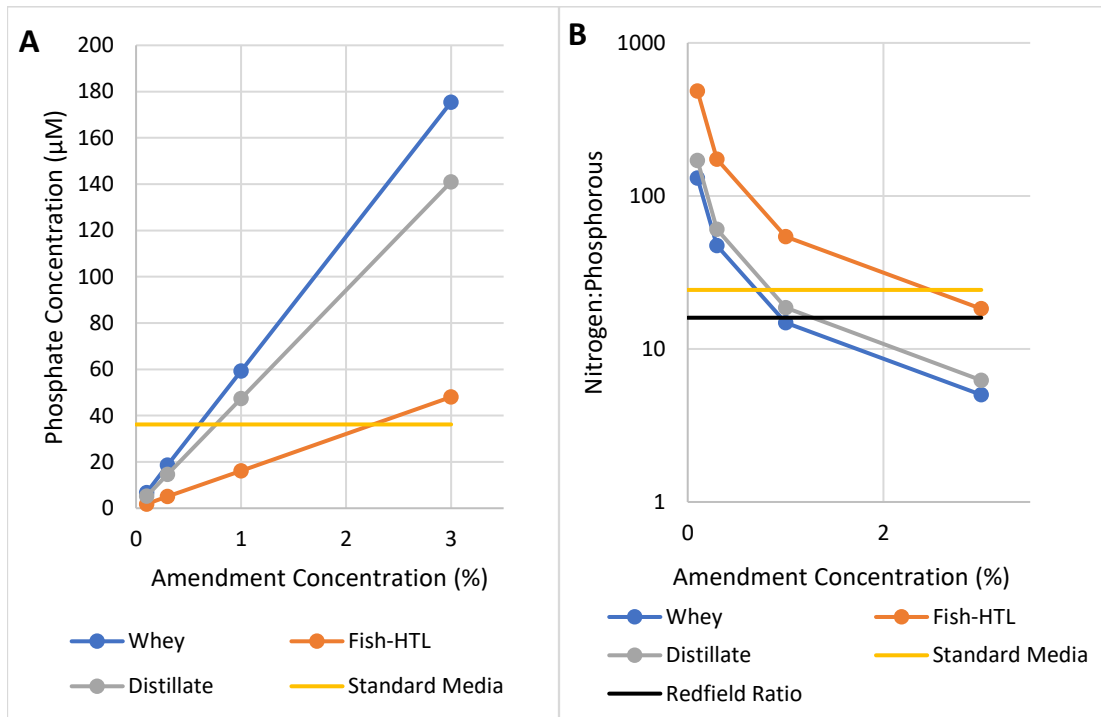 A
Phosphate Concentration (µM)
200
180
160
140
120
100
80
60
40
20
0
0 1 2 3
Amendment Concentration (%)
Whey Fish-HTL
Distillate Standard Media
B
Nitrogen:Phosphorous
1000
100
10
1
0 2
Amendment Concentration (%)
Whey Fish-HTL
Distillate Standard Media
Redfield Ratio